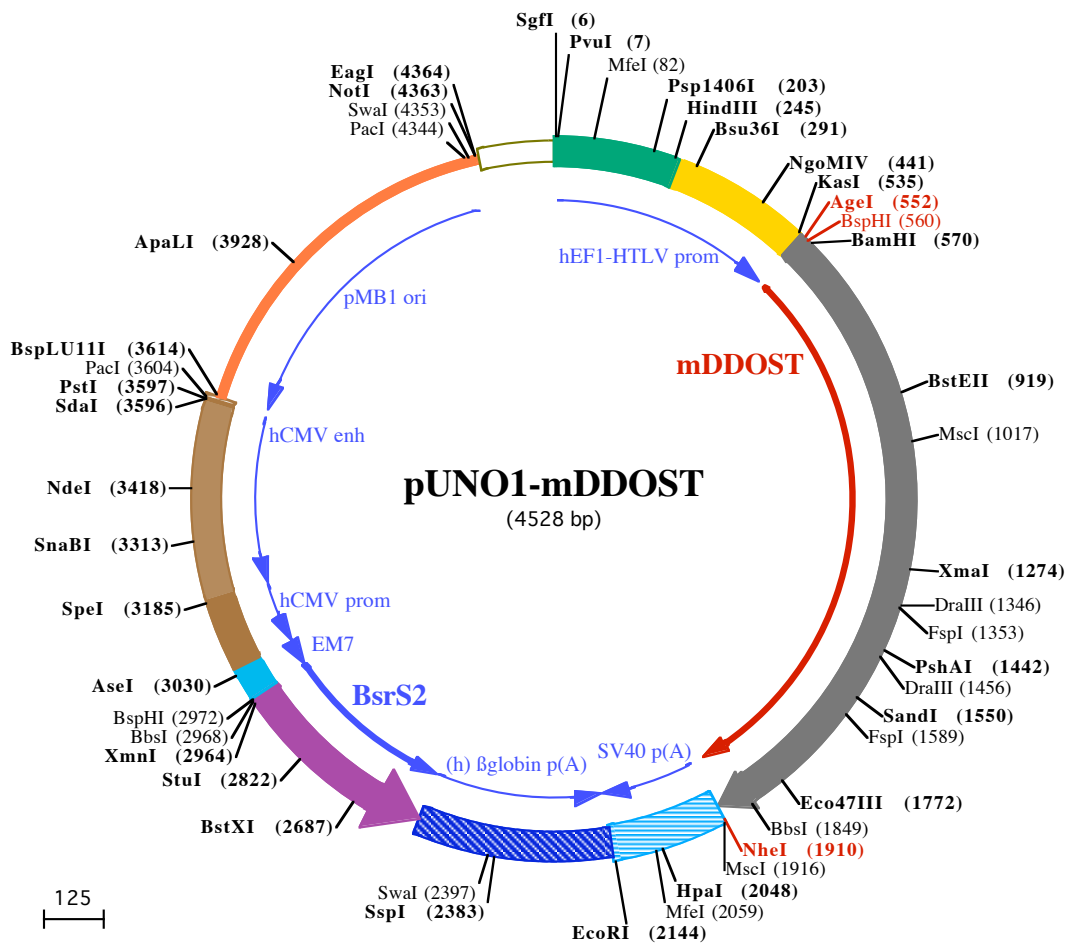 SgfI (6)
PvuI (7)
MfeI (82)
Psp1406I (203)
HindIII (245)
Bsu36I (291)
NgoMIV (441)
KasI (535)
AgeI (552)
BspHI (560)
BamHI (570)
BstEII (919)
MscI (1017)
XmaI (1274)
DraIII (1346)
FspI (1353)
PshAI (1442)
DraIII (1456)
SandI (1550)
FspI (1589)
Eco47III (1772)
BbsI (1849)
NheI (1910)
MscI (1916)
HpaI (2048)
MfeI (2059)
EcoRI (2144)
SspI (2383)
SwaI (2397)
BstXI (2687)
StuI (2822)
XmnI (2964)
BbsI (2968)
BspHI (2972)
AseI (3030)
SpeI (3185)
SnaBI (3313)
NdeI (3418)
SdaI (3596)
PstI (3597)
PacI (3604)
BspLU11I (3614)
ApaLI (3928)
PacI (4344)
SwaI (4353)
NotI (4363)
EagI (4364)
hEF1-HTLV prom
mDDOST
SV40 p(A)
(h) ßglobin p(A)
BsrS2
EM7
hCMV prom
hCMV enh
pMB1 ori
pUNO1-mDDOST
(4528 bp)
125